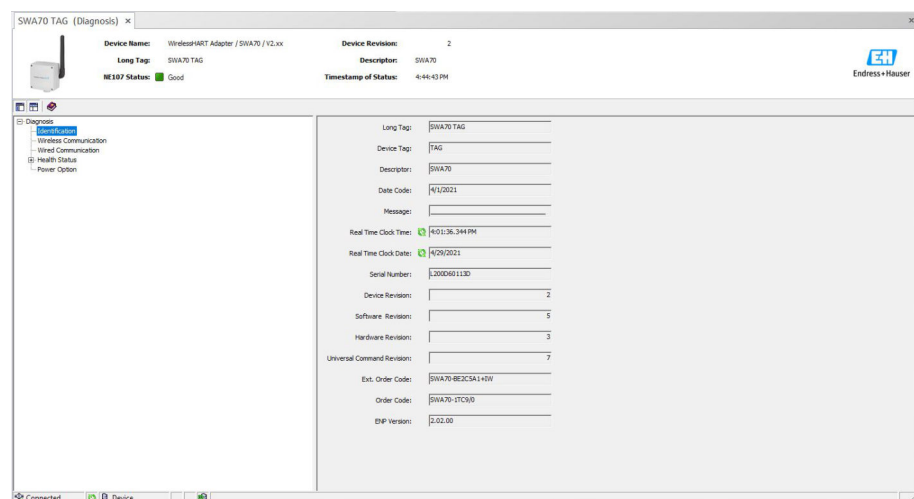 SWA70 TAG (Diagnosis) ×
Device Name: WirelessHART Adapter / SWA70 / V2.xx Device Revision: 2
Long Tag: SWA70 TAG Descriptor: SWA70
NE107 Status: Good Timestamp of Status: 4:44:43 PM
EH
Endress+Hauser
Diagnosis
Identification
Wireless Communication
Wired Communication
Health Status
Power Option
Long Tag: SWA70 TAG
Device Tag: TAG
Descriptor: SWA70
Date Code: 4/1/2021
Message:
Real Time Clock Time: 4:01:36.344 PM
Real Time Clock Date: 4/29/2021
Serial Number: L200D60113D
Device Revision: 2
Software Revision: 5
Hardware Revision: 3
Universal Command Revision: 7
Ext. Order Code: SWA70-BE2C5A1+IW
Order Code: SWA70-1TC9/0
ENP Version: 2.02.00
Connected Device